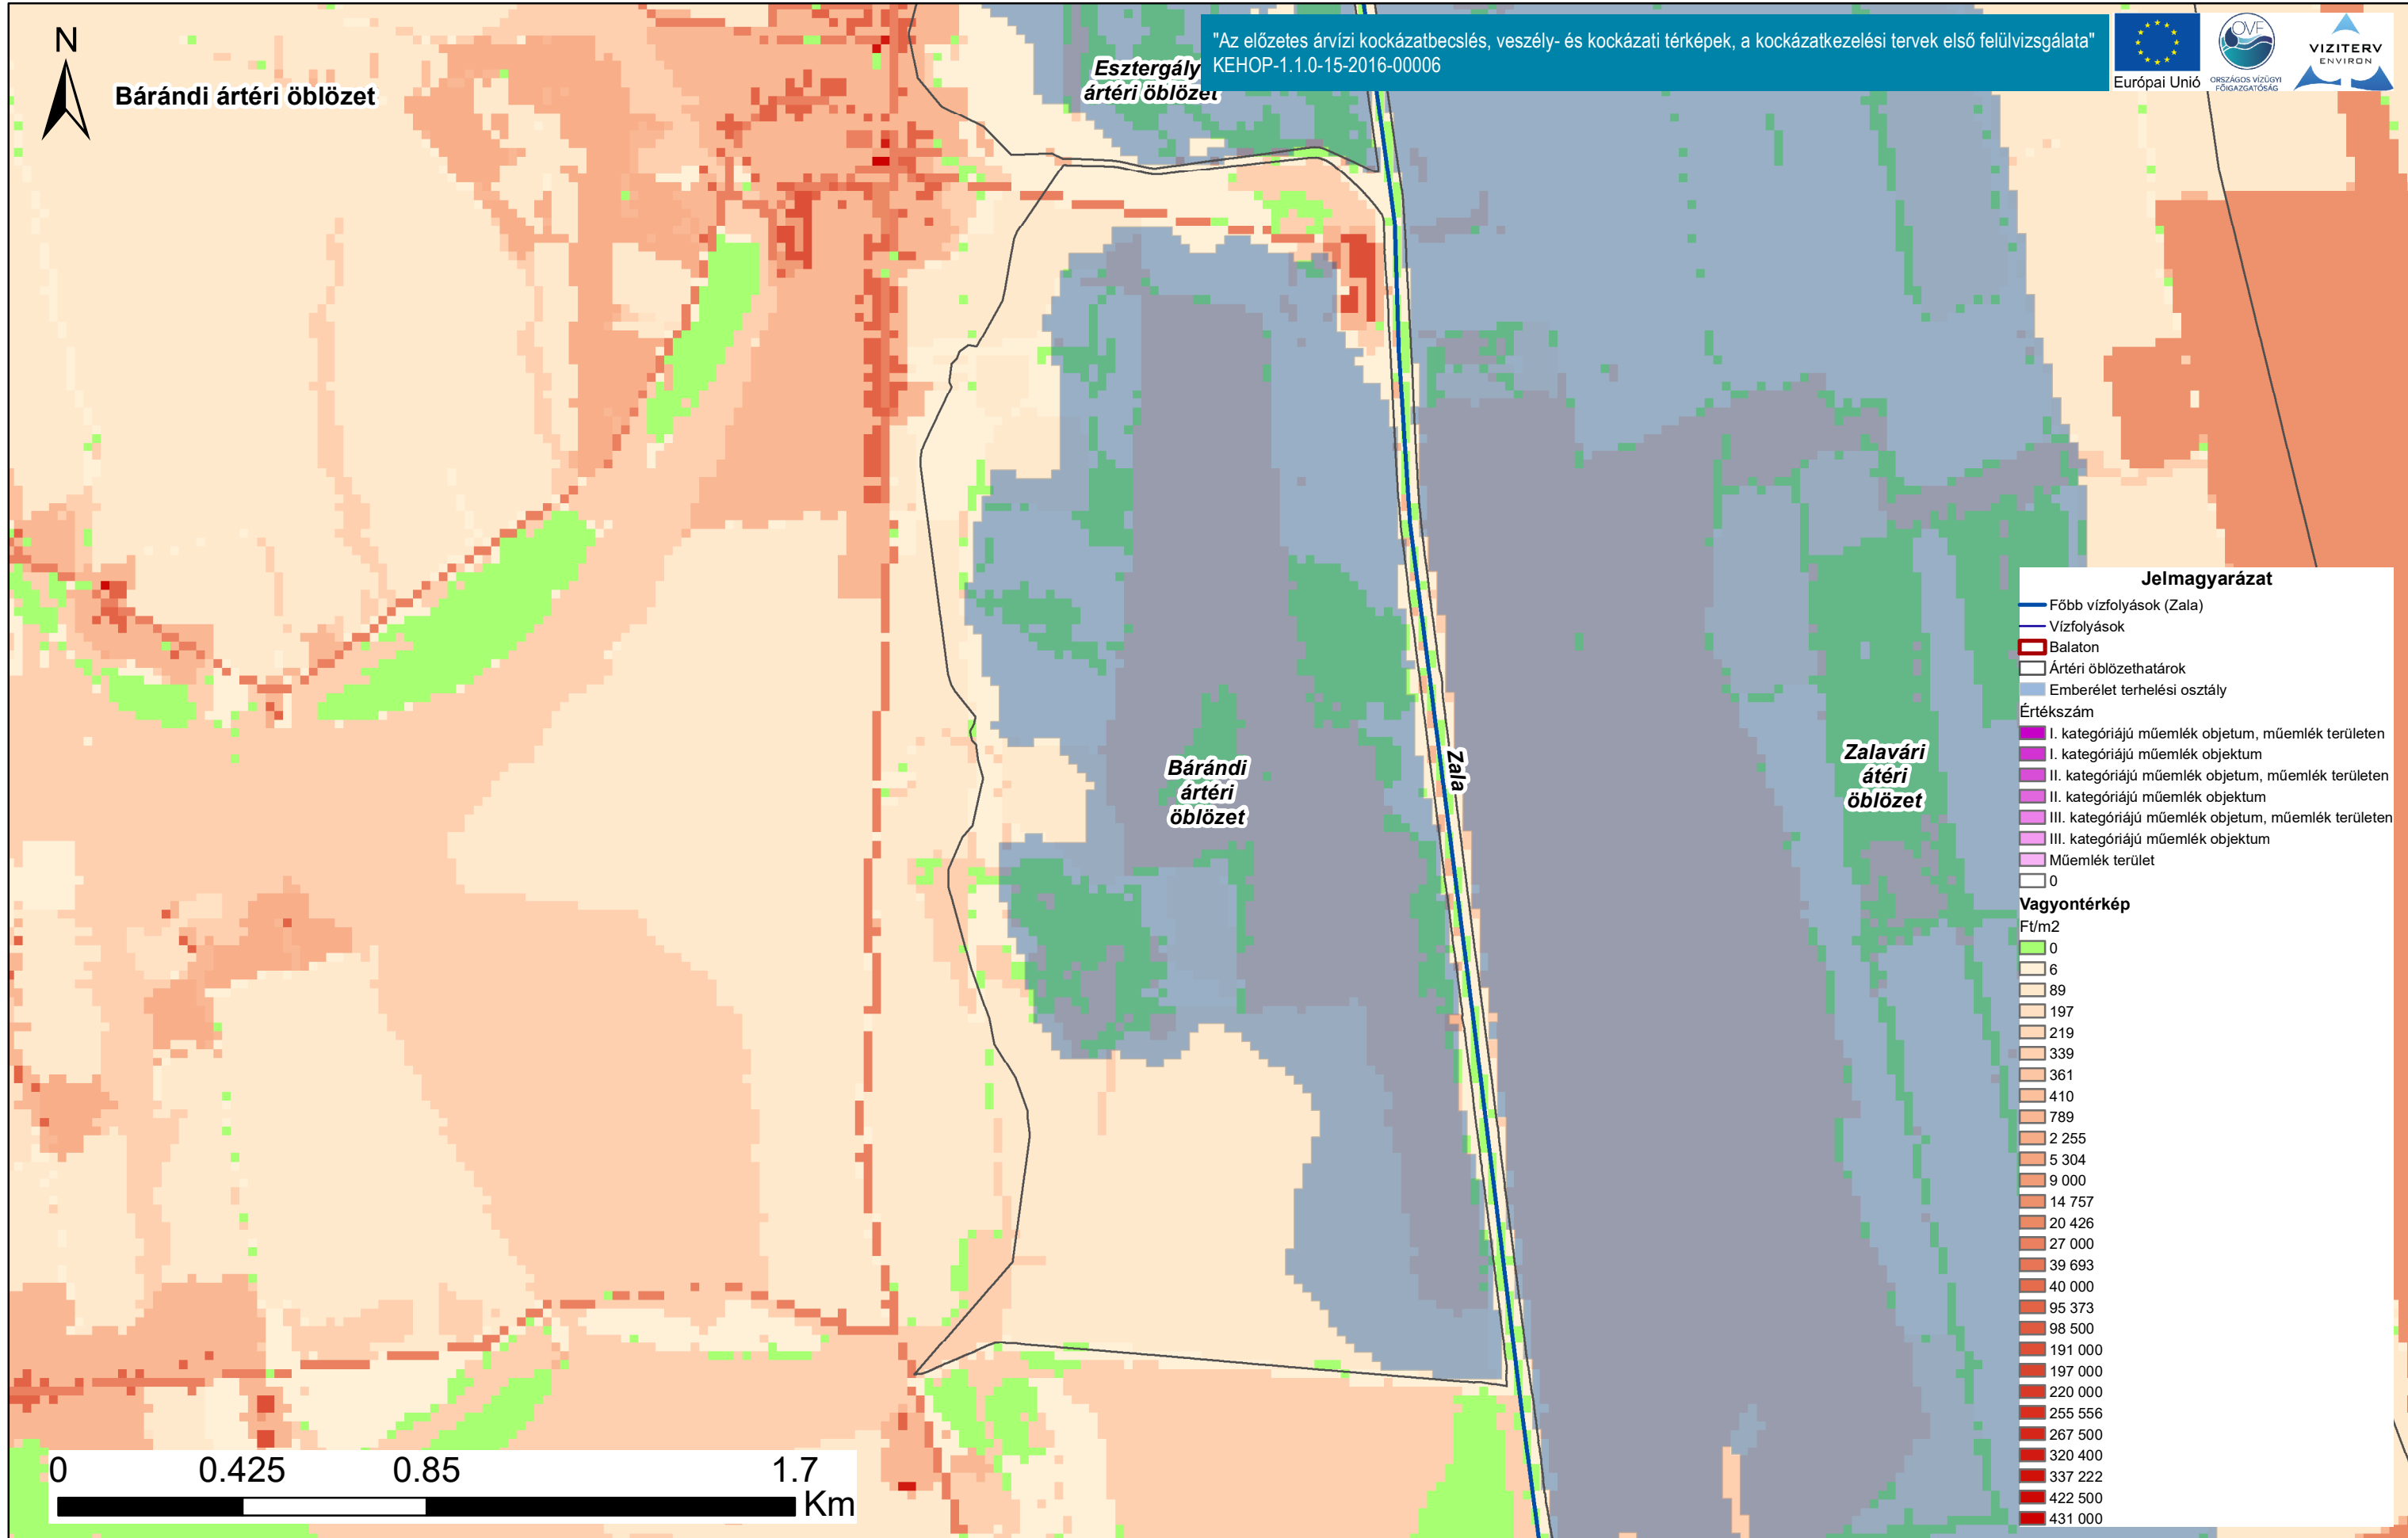 "Az előzetes árvízi kockázatbecslés, veszély- és kockázati térképek, a kockázatkezelési tervek első felülvizsgálata"
KEHOP-1.1.0-15-2016-00006
Európai Unió
OVF
ORSZÁGOS VÍZÜGYI
FŐIGAZGATÓSÁG
VIZITERV
ENVIRON
N
Bárándi ártéri öblözet
Esztergály
ártéri öblözet
Bárándi
ártéri
öblözet
Zala
Zalavári
átéri
öblözet
Jelmagyarázat
Főbb vízfolyások (Zala)
Vízfolyások
Balaton
Ártéri öblözethatárok
Emberélet terhelési osztály
Értékszám
I. kategóriájú műemlék objetum, műemlék területen
I. kategóriájú műemlék objektum
II. kategóriájú műemlék objetum, műemlék területen
II. kategóriájú műemlék objektum
III. kategóriájú műemlék objetum, műemlék területen
III. kategóriájú műemlék objektum
Műemlék terület
0
Vagyontérkép
Ft/m2
0
6
89
197
219
339
361
410
789
2 255
5 304
9 000
14 757
20 426
27 000
39 693
40 000
95 373
98 500
191 000
197 000
220 000
255 556
267 500
320 400
337 222
422 500
431 000
0 0.425 0.85 1.7
Km